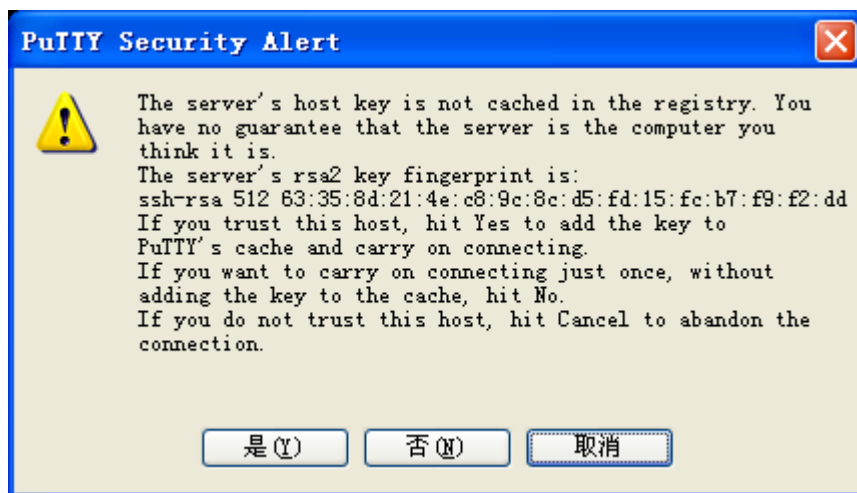 PuTTY Security Alert
The server's host key is not cached in the registry. You
have no guarantee that the server is the computer you
think it is.
The server's rsa2 key fingerprint is:
ssh-rsa 512 63:35:8d:21:4e:c8:9c:8c:d5:fd:15:fc:b7:f9:f2:dd
If you trust this host, hit Yes to add the key to
PuTTY's cache and carry on connecting.
If you want to carry on connecting just once, without
adding the key to the cache, hit No.
If you do not trust this host, hit Cancel to abandon the
connection.
是(Y) 否(N) 取消